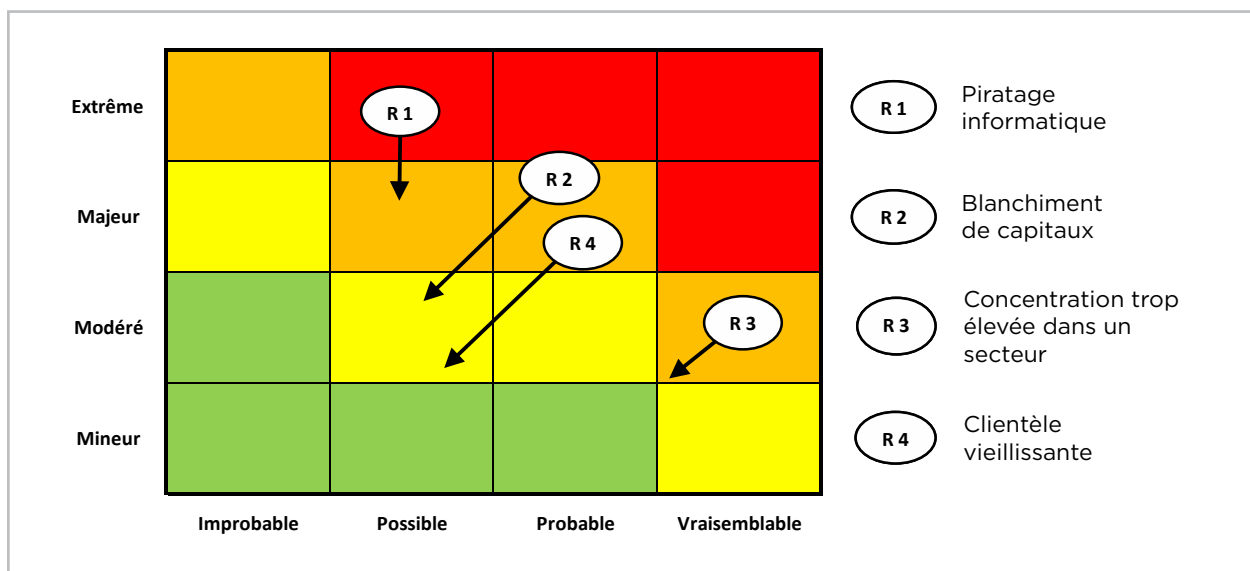 Extrême
Majeur
Modéré
Mineur
Improbable
Possible
Probable
Vraisemblable
R 1
R 2
R 4
R 3
R 1
Piratage
informatique
R 2
Blanchiment
de capitaux
R 3
Concentration trop
élevée dans un
secteur
R 4
Clientèle
vieillissante